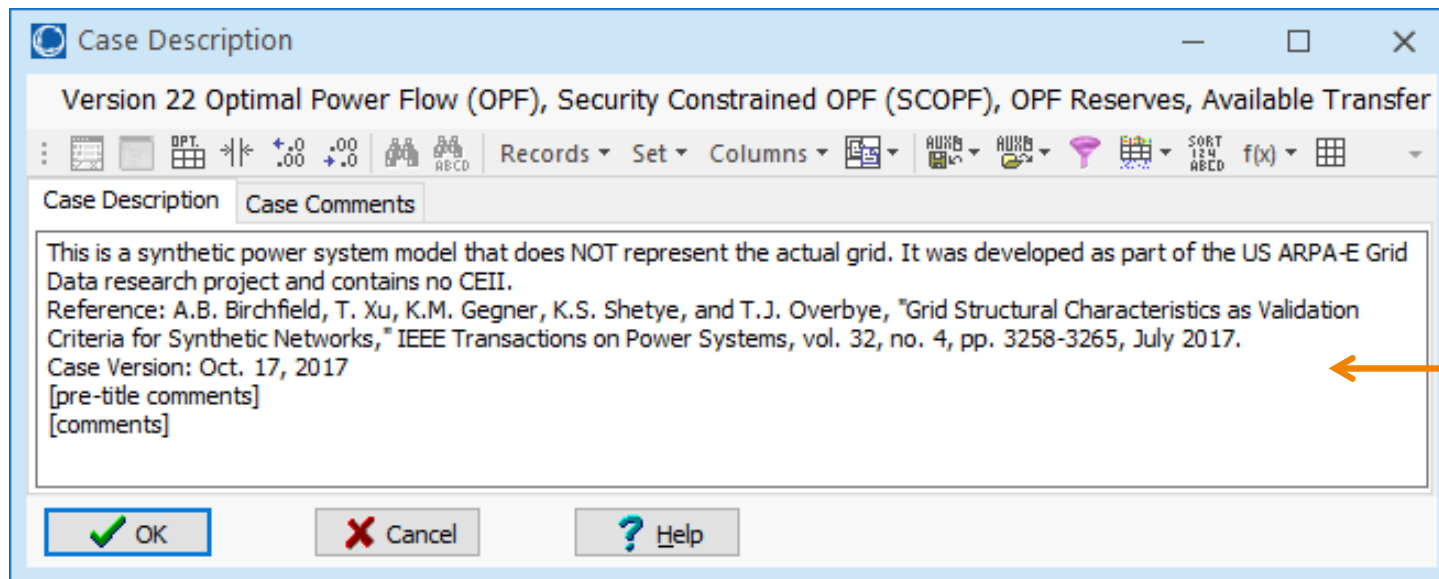 Case Description
Version 22 Optimal Power Flow (OPF), Security Constrained OPF (SCOPF), OPF Reserves, Available Transfer
OPT. +.0 .00 .00 +.0 ABCD Records Set Columns AUXB AUXB SORT 124 ABCD f(x)
Case Description Case Comments
This is a synthetic power system model that does NOT represent the actual grid. It was developed as part of the US ARPA-E Grid
Data research project and contains no CEII.
Reference: A.B. Birchfield, T. Xu, K.M. Gegner, K.S. Shetye, and T.J. Overbye, "Grid Structural Characteristics as Validation
Criteria for Synthetic Networks," IEEE Transactions on Power Systems, vol. 32, no. 4, pp. 3258-3265, July 2017.
Case Version: Oct. 17, 2017
[pre-title comments]
[comments]
OK Cancel ? Help